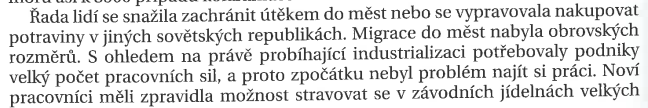 Řada lidí se snažila zachránit útěkem do měst nebo se vypravovala nakupovat
potraviny v jiných sovětských republikách. Migrace do měst nabyla obrovských
rozměrů. S ohledem na právě probíhající industrializaci potřebovaly podniky
velký počet pracovních sil, a proto zpočátku nebyl problém najít si práci. Noví
pracovníci měli zpravidla možnost stravovat se v závodních jídelnách velkých